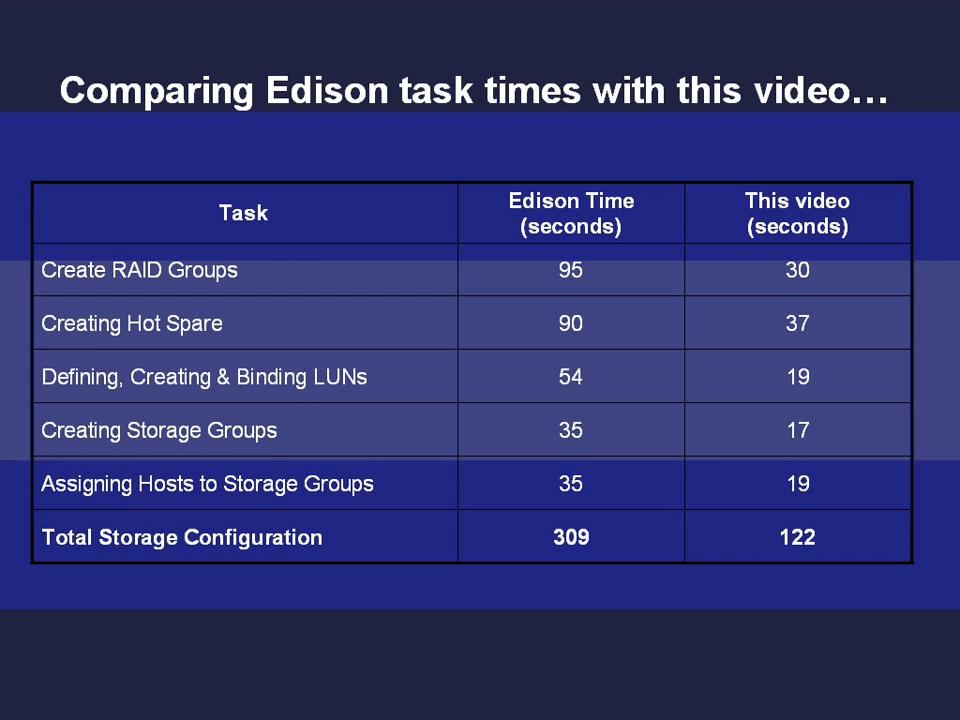 Comparing Edison task times with this video…
Task
Edison Time
(seconds)
This video
(seconds)
Create RAID Groups 95 30
Creating Hot Spare 90 37
Defining, Creating & Binding LUNs 54 19
Creating Storage Groups 35 17
Assigning Hosts to Storage Groups 35 19
Total Storage Configuration 309 122